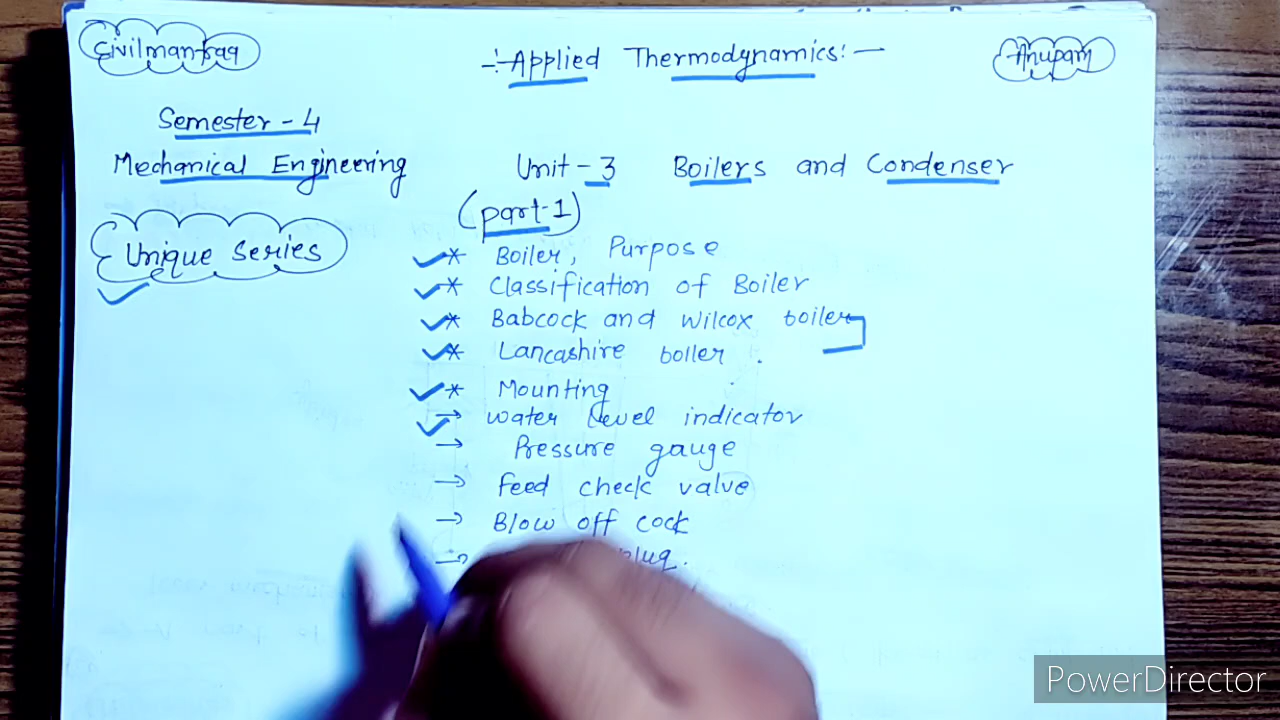 Civilmantraa
-:- Applied Thermodynamics :-
Anupam
Semester - 4
Mechanical Engineering Unit - 3 Boilers and Condenser
(part-1)
Unique Series
* Boiler, Purpose
* Classification of Boiler
* Babcock and Wilcox boiler
* Lancashire boiler .
* Mounting
→ Water level indicator
→ Pressure gauge
→ Feed check valve
→ Blow off cock
→ plug.
PowerDirector